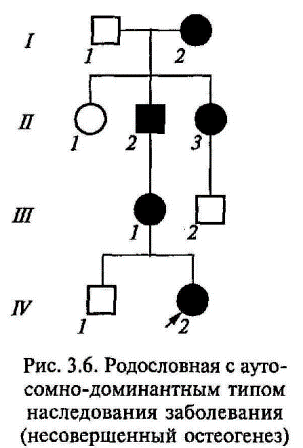 I
1
2
II
1
2
3
III
1
2
IV
1
2
Рис. 3.6. Родословная с ауто-
сомно-доминантным типом
наследования заболевания
(несовершенный остеогенез)